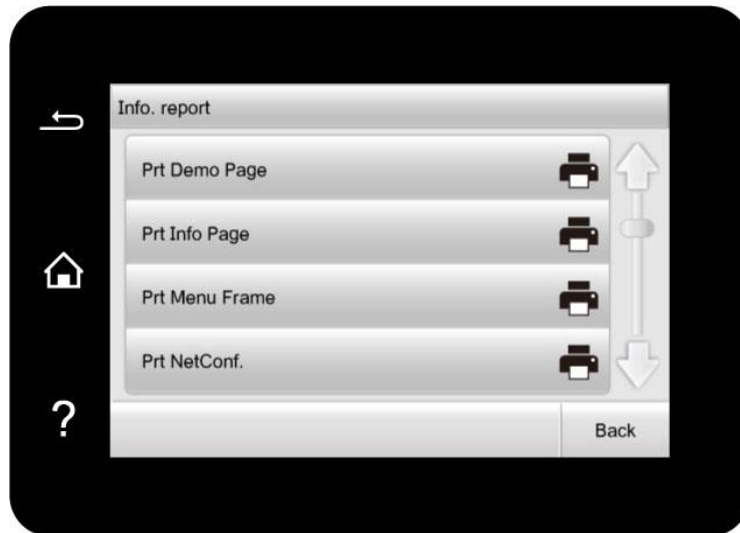 Info. report
Prt Demo Page
Prt Info Page
Prt Menu Frame
Prt NetConf.
?
Back